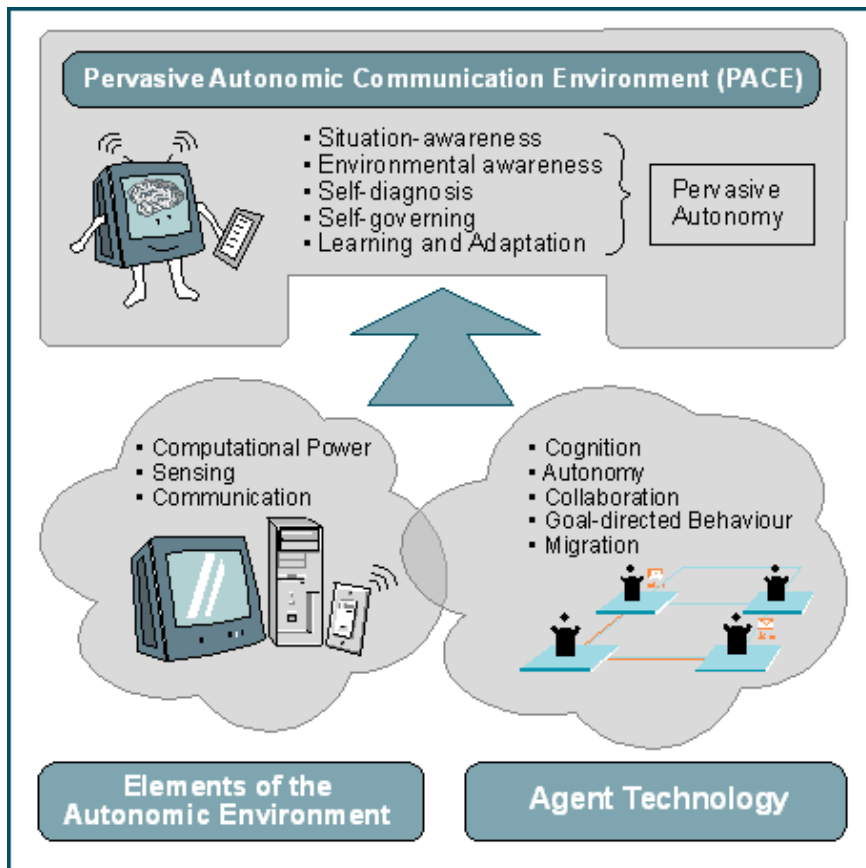 Pervasive Autonomic Communication Environment (PACE)
▪ Situation-awareness
▪ Environmental awareness
▪ Self-diagnosis
▪ Self-governing
▪ Learning and Adaptation
Pervasive
Autonomy
▪ Computational Power
▪ Sensing
▪ Communication
▪ Cognition
▪ Autonomy
▪ Collaboration
▪ Goal-directed Behaviour
▪ Migration
Elements of the
Autonomic Environment
Agent Technology